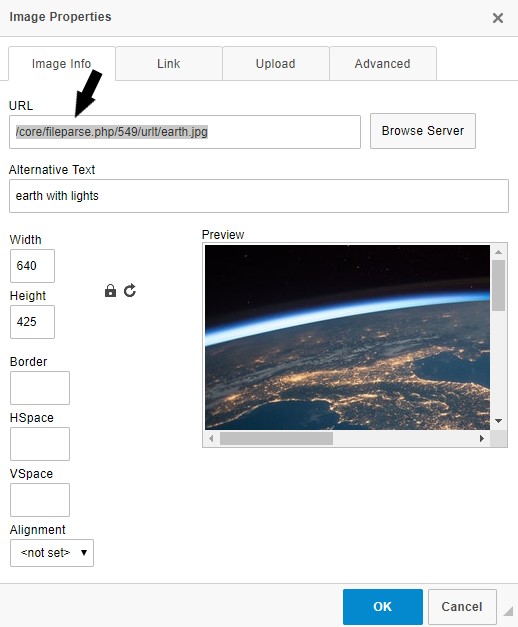 Image Properties
Image Info
Link
Upload
Advanced
URL
/core/fileparse.php/549/urlt/earth.jpg
Browse Server
Alternative Text
earth with lights
Width
640
Height
425
Preview
Border
HSpace
VSpace
Alignment
<not set>
OK
Cancel